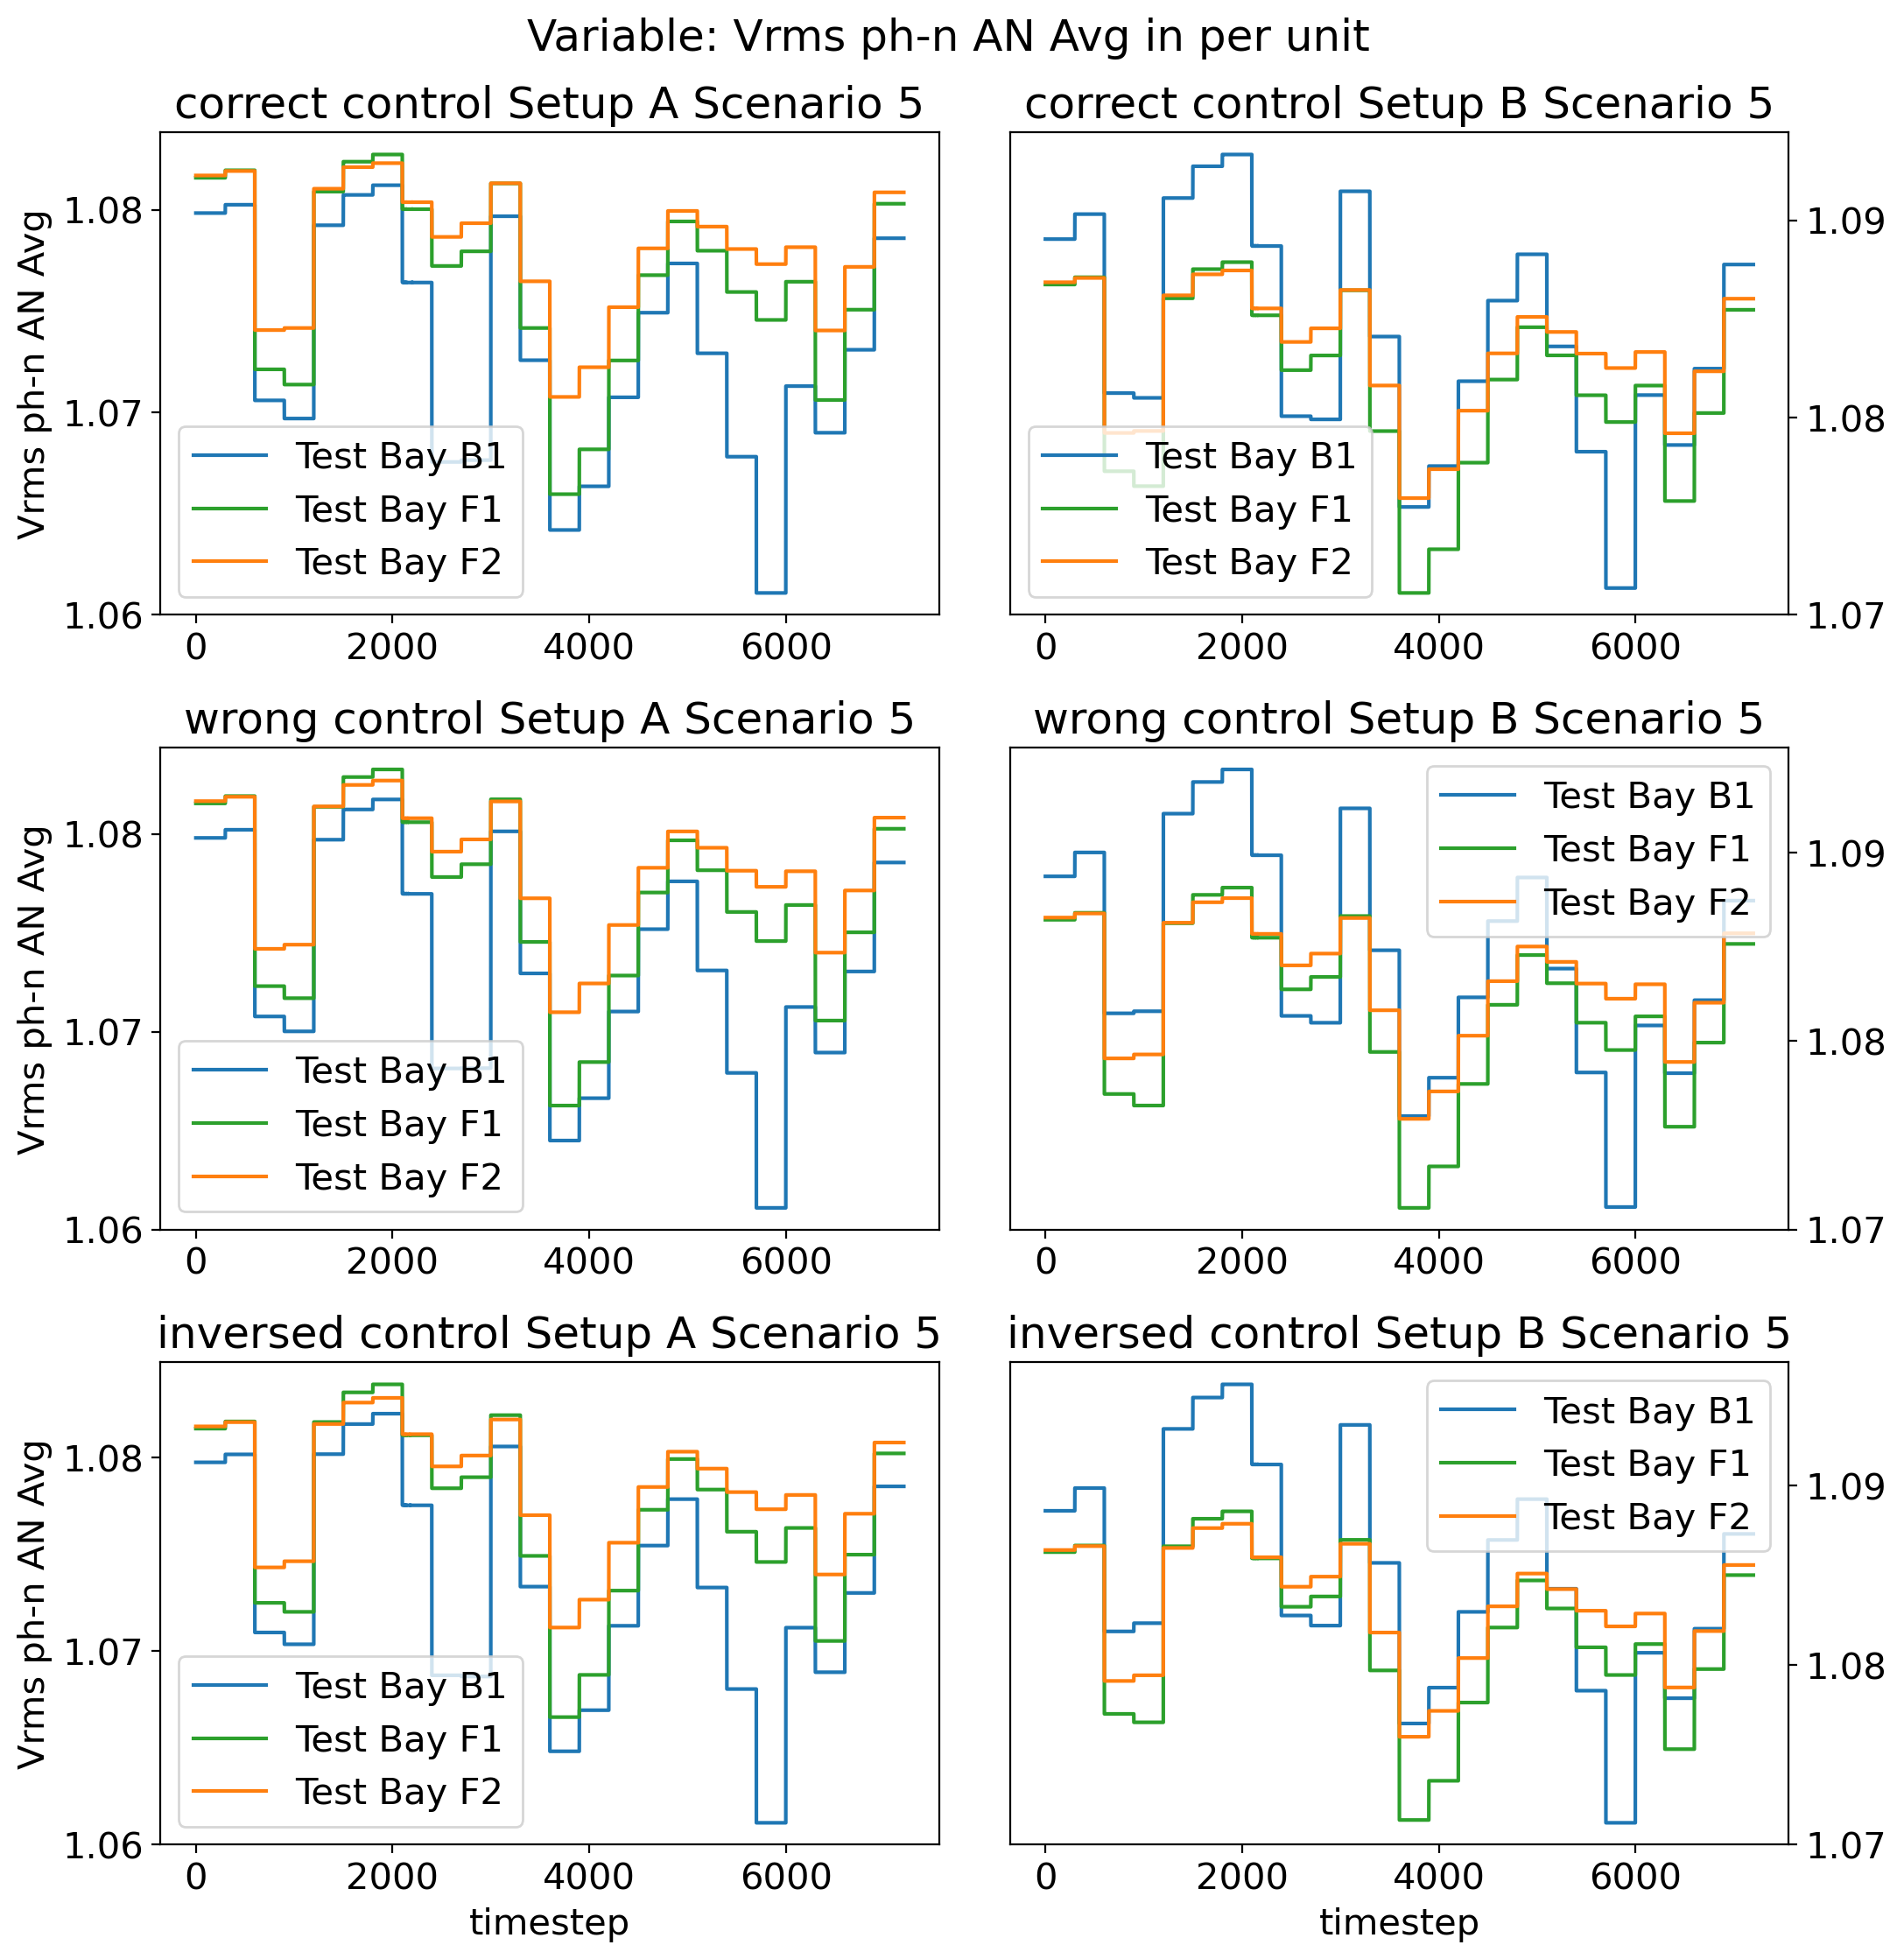 Variable: Vrms ph-n AN Avg in per unit
correct control Setup A Scenario 5
correct control Setup B Scenario 5
Vrms ph-n AN Avg
1.08
1.07
1.06
Test Bay B1
Test Bay F1
Test Bay F2
0 2000 4000 6000
Test Bay B1
Test Bay F1
Test Bay F2
1.09
1.08
1.07
0 2000 4000 6000
wrong control Setup A Scenario 5
wrong control Setup B Scenario 5
Vrms ph-n AN Avg
1.08
1.07
1.06
Test Bay B1
Test Bay F1
Test Bay F2
0 2000 4000 6000
Test Bay B1
Test Bay F1
Test Bay F2
1.09
1.08
1.07
0 2000 4000 6000
inversed control Setup A Scenario 5
inversed control Setup B Scenario 5
Vrms ph-n AN Avg
1.08
1.07
1.06
Test Bay B1
Test Bay F1
Test Bay F2
0 2000 4000 6000
timestep
Test Bay B1
Test Bay F1
Test Bay F2
1.09
1.08
1.07
0 2000 4000 6000
timestep